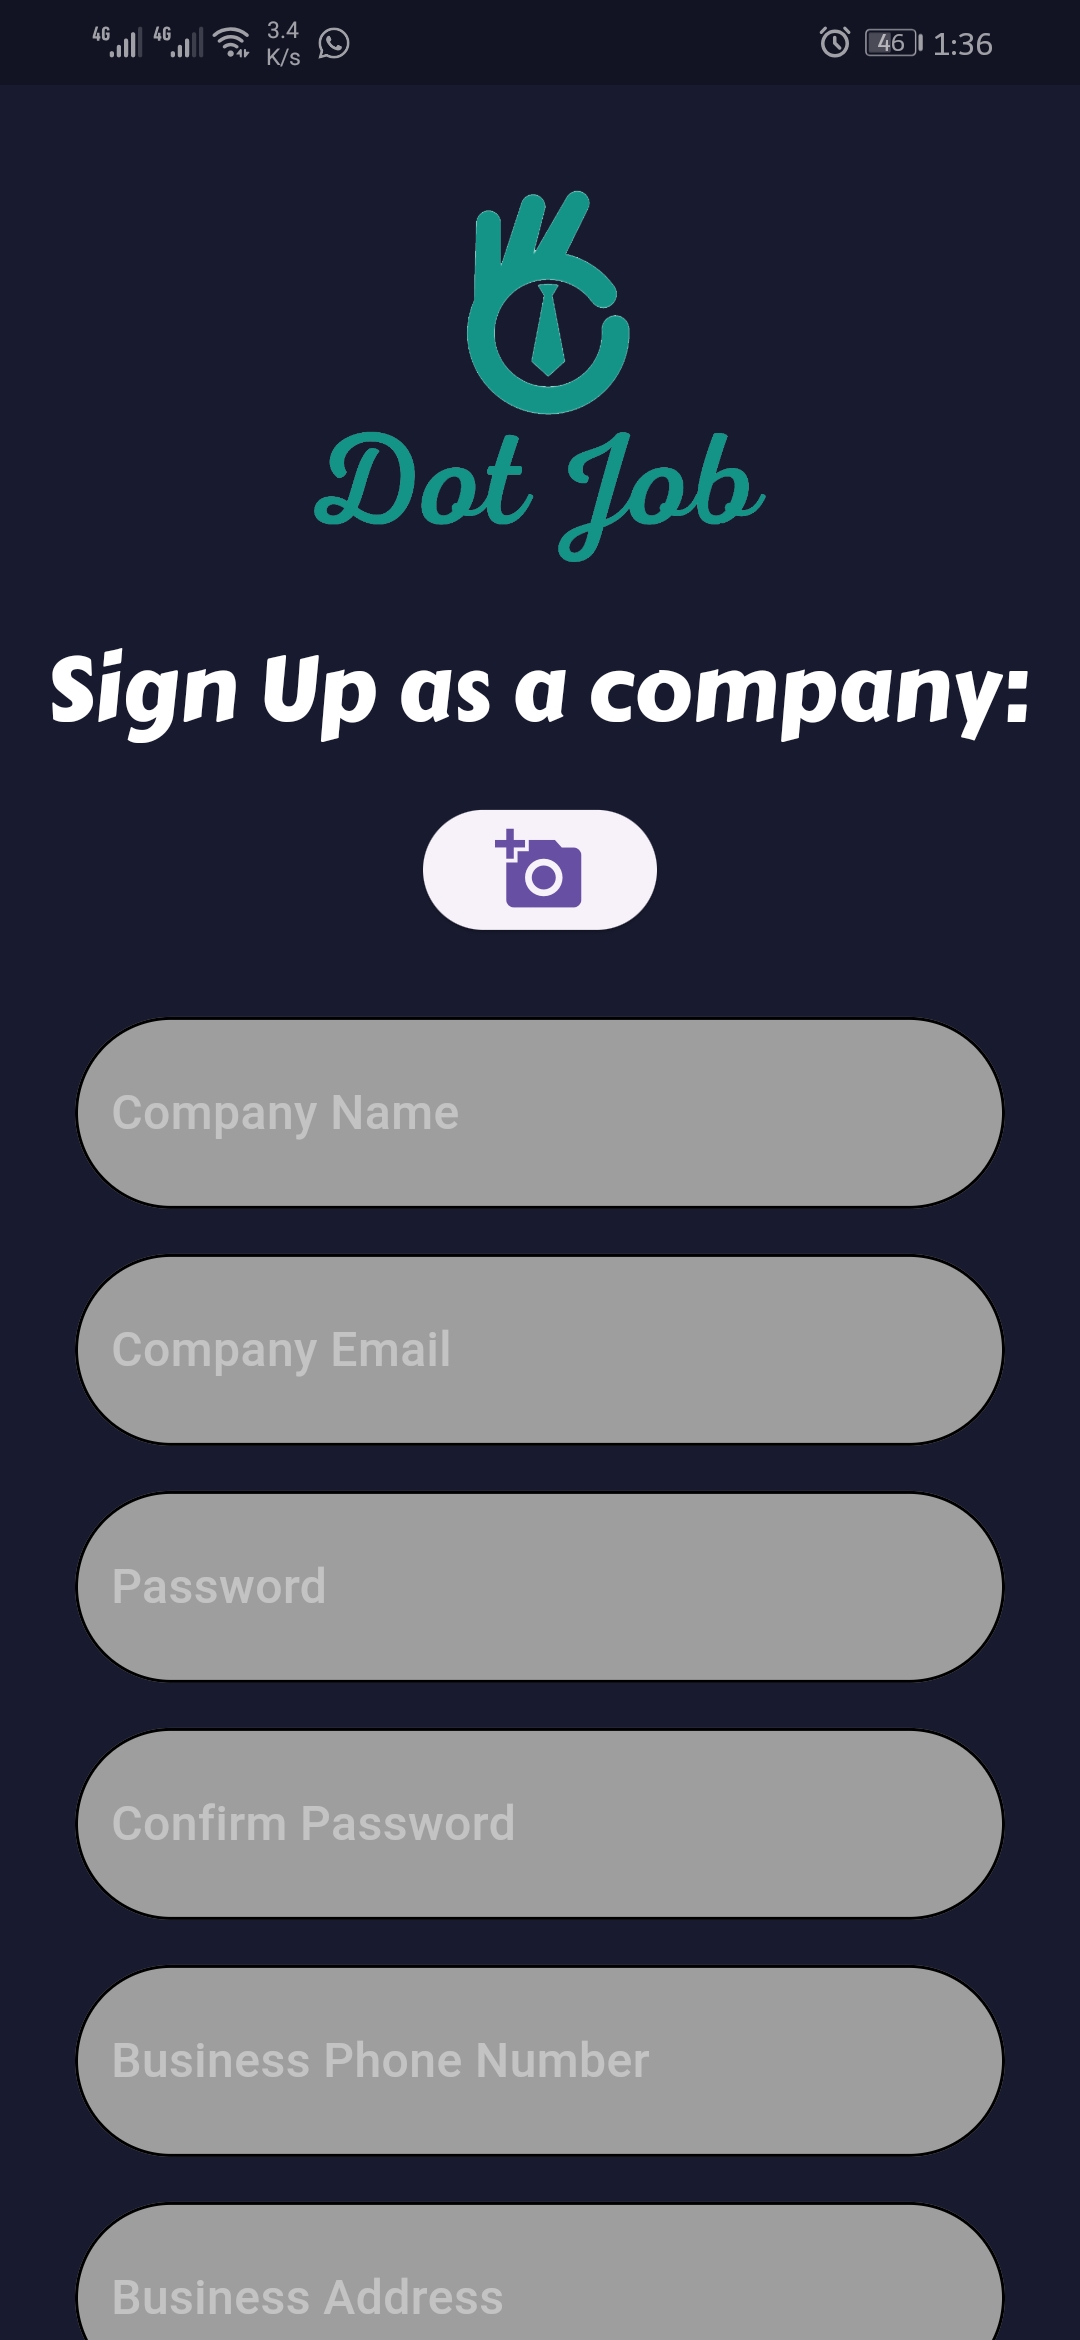 4G 4G 3.4 K/s 46 1:36
Dot Job
Sign Up as a company:
Company Name
Company Email
Password
Confirm Password
Business Phone Number
Business Address